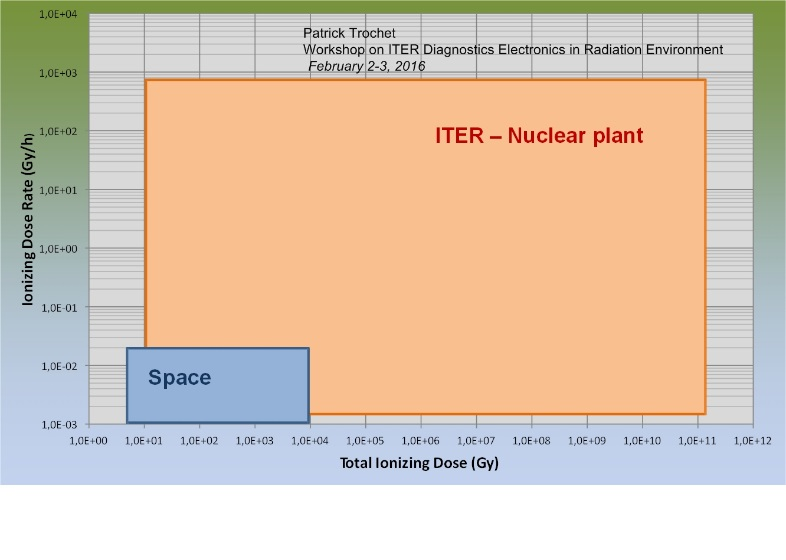 Patrick Trochet
Workshop on ITER Diagnostics Electronics in Radiation Environment
February 2-3, 2016
ITER – Nuclear plant
Space
Ionizing Dose Rate (Gy/h)
1,0E+04
1,0E+03
1,0E+02
1,0E+01
1,0E+00
1,0E-01
1,0E-02
1,0E-03
1,0E+00 1,0E+01 1,0E+02 1,0E+03 1,0E+04 1,0E+05 1,0E+06 1,0E+07 1,0E+08 1,0E+09 1,0E+10 1,0E+11 1,0E+12
Total Ionizing Dose (Gy)